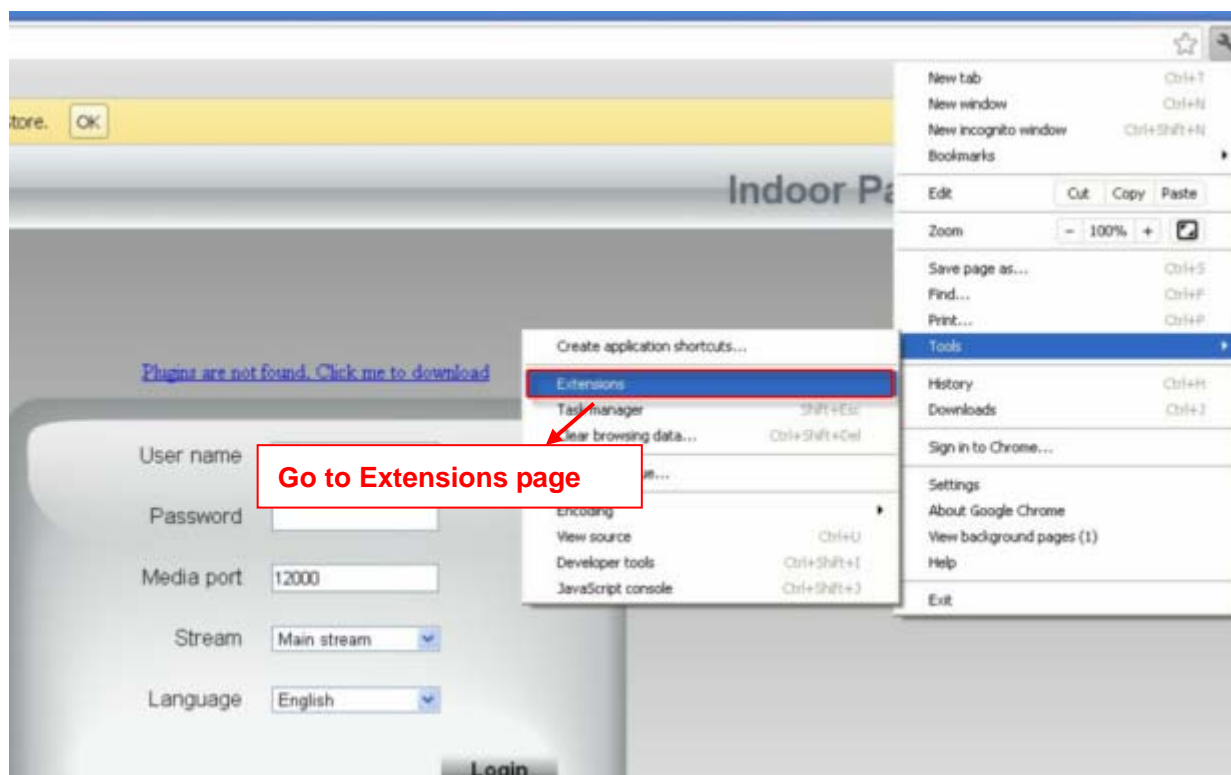 New tab Ctrl+T
New window Ctrl+N
tore. OK
New incognito window Ctrl+Shift+N
Bookmarks
Indoor Pa
Edit Cut Copy Paste
Zoom - 100% +
Save page as... Ctrl+S
Find... Ctrl+F
Print... Ctrl+P
Tools
History Ctrl+H
Downloads Ctrl+J
Sign in to Chrome...
Settings
About Google Chrome
View background pages (1)
Help
Exit
Create application shortcuts...
Extensions
Task manager Shift+Esc
Clear browsing data... Ctrl+Shift+Del
ue...
Encoding
View source Ctrl+U
Developer tools Ctrl+Shift+I
JavaScript console Ctrl+Shift+J
Plugins are not found. Click me to download
User name
Go to Extensions page
Password
Media port 12000
Stream Main stream
Language English
Login